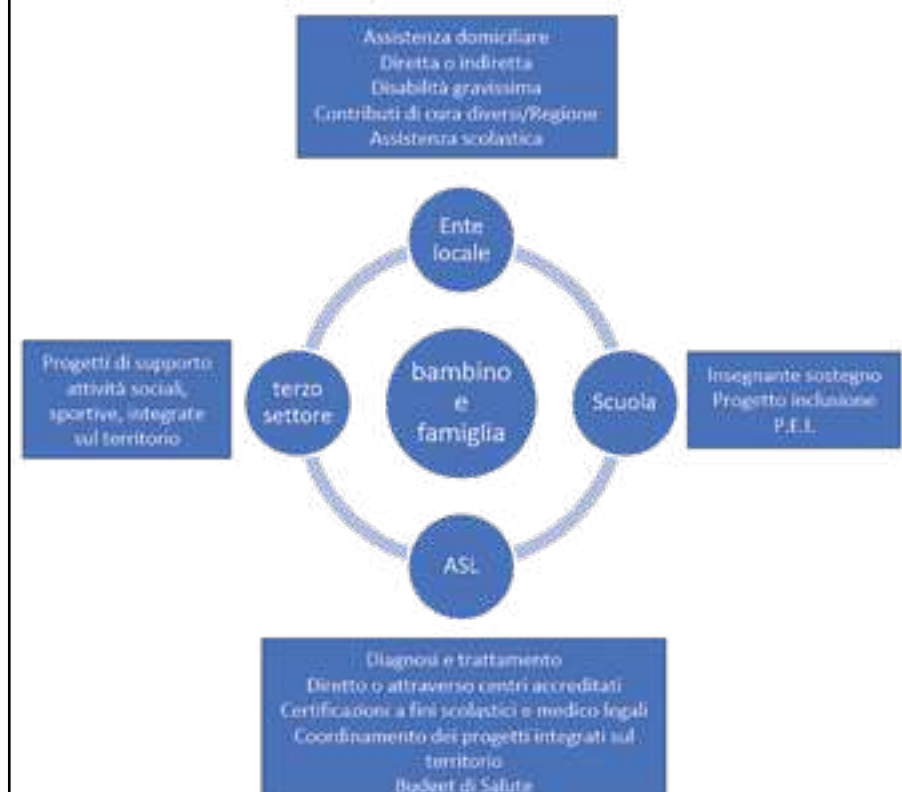 Assistenza domiciliare
Diretta o indiretta
Disabilità gravissima
Contributi di cura diversi/Regione
Assistenza scolastica
Ente
locale
Progetti di supporto
attività sociali,
sportive, integrate
sul territorio
terzo
settore
bambino
e
famiglia
Scuola
Insegnante sostegno
Progetto inclusione
P.E.I.
ASL
Diagnosi e trattamento
Diretto o attraverso centri accreditati
Certificazioni a fini scolastici e medico legali
Coordinamento dei progetti integrati sul
territorio
Budget di Salute